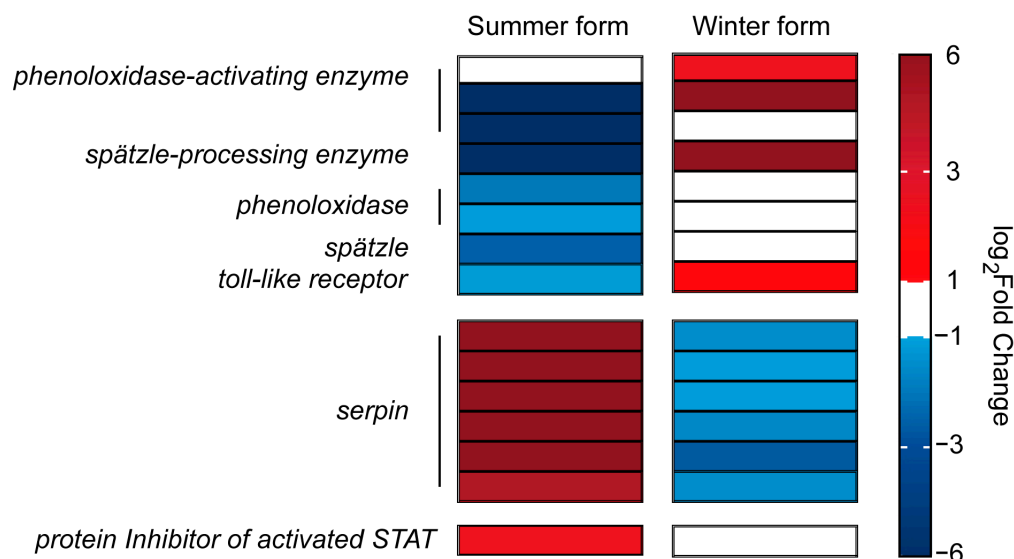 Summer form
Winter form
phenoloxidase-activating enzyme
spätzle-processing enzyme
phenoloxidase
spätzle
toll-like receptor
serpin
protein Inhibitor of activated STAT
6
3
1
−1
−3
−6
log2Fold Change